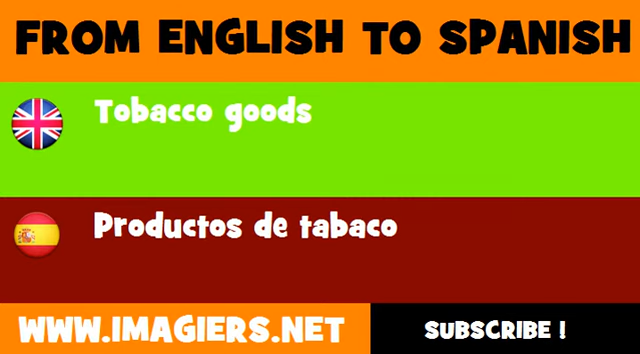 FROM ENGLISH TO SPANISH
Tobacco goods
Productos de tabaco
WWW.IMAGIERS.NET
SUBSCRIBE !